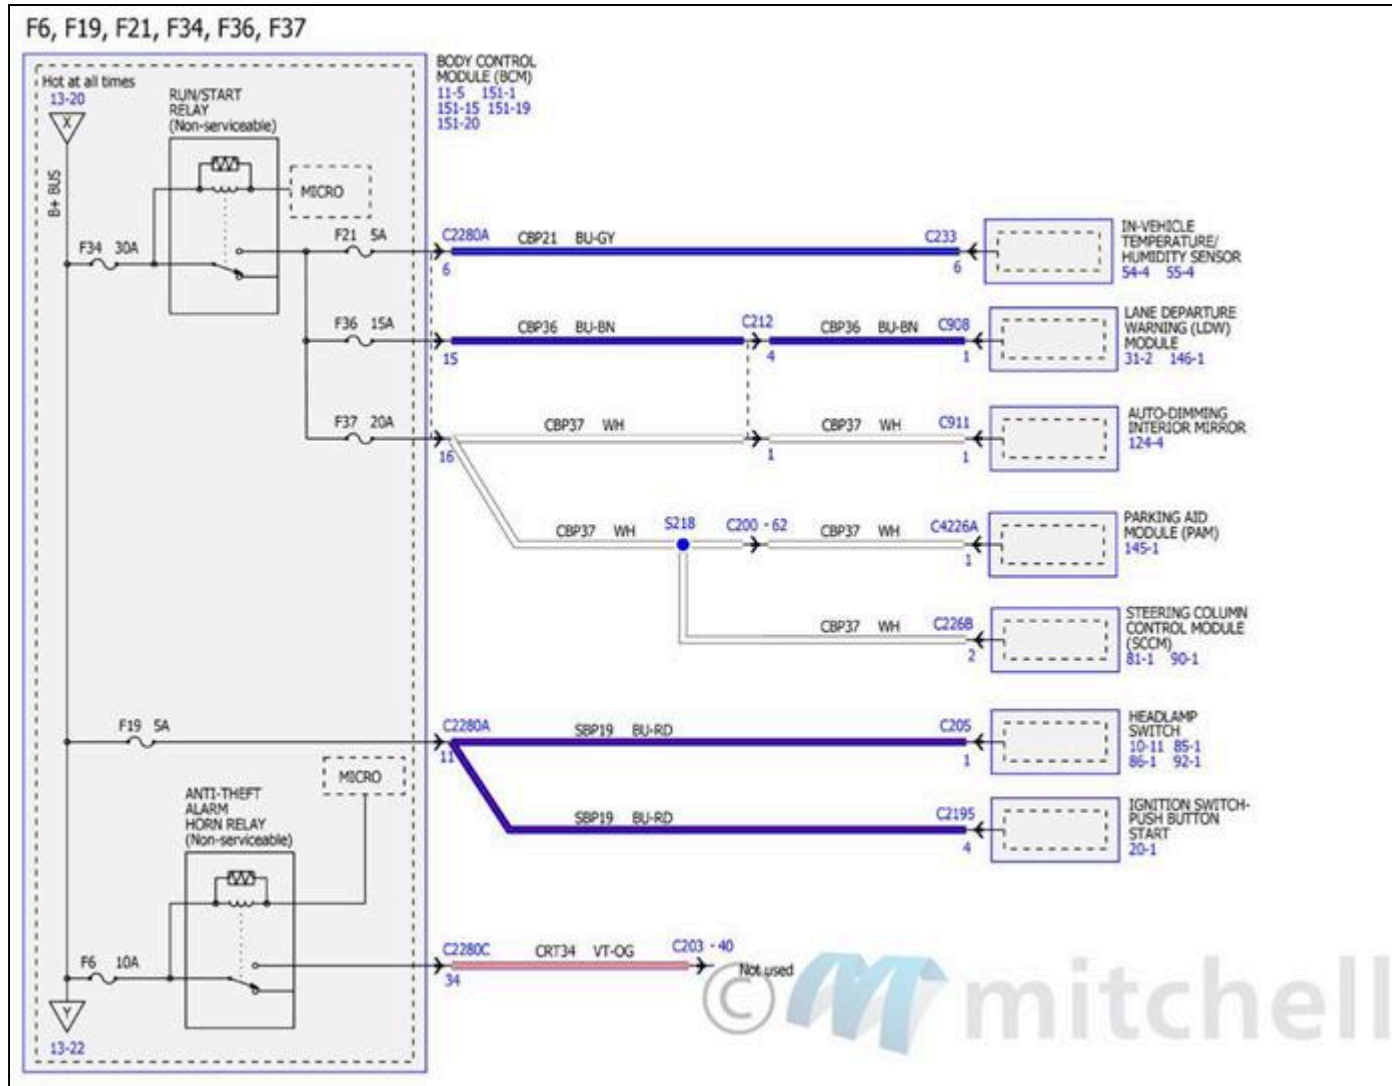 F6, F19, F21, F34, F36, F37
Hot at all times
13-20
X
B+ BUS
RUN/START
RELAY
(Non-serviceable)
MICRO
F34 30A
F21 5A
F36 15A
F37 20A
BODY CONTROL
MODULE (BCM)
11-5 151-1
151-15 151-19
151-20
C2280A
6
CBP21 BU-GY
C233
6
IN-VEHICLE
TEMPERATURE/
HUMIDITY SENSOR
54-4 55-4
15
CBP36 BU-BN
C212
4
CBP36 BU-BN
C908
1
LANE DEPARTURE
WARNING (LDW)
MODULE
31-2 146-1
16
CBP37 WH
1
CBP37 WH
C911
1
AUTO-DIMMING
INTERIOR MIRROR
124-4
CBP37 WH
S218
C200 - 62
CBP37 WH
C4226A
1
PARKING AID
MODULE (PAM)
145-1
CBP37 WH
C226B
2
STEERING COLUMN
CONTROL MODULE
(SCCM)
81-1 90-1
F19 5A
C2280A
11
SBP19 BU-RD
C205
1
HEADLAMP
SWITCH
10-11 85-1
86-1 92-1
SBP19 BU-RD
C2195
4
IGNITION SWITCH-
PUSH BUTTON
START
20-1
MICRO
ANTI-THEFT
ALARM
HORN RELAY
(Non-serviceable)
F6 10A
C2280C
34
CRT34 VT-OG
C203 - 40
Not used
Y
13-22
© mitchell